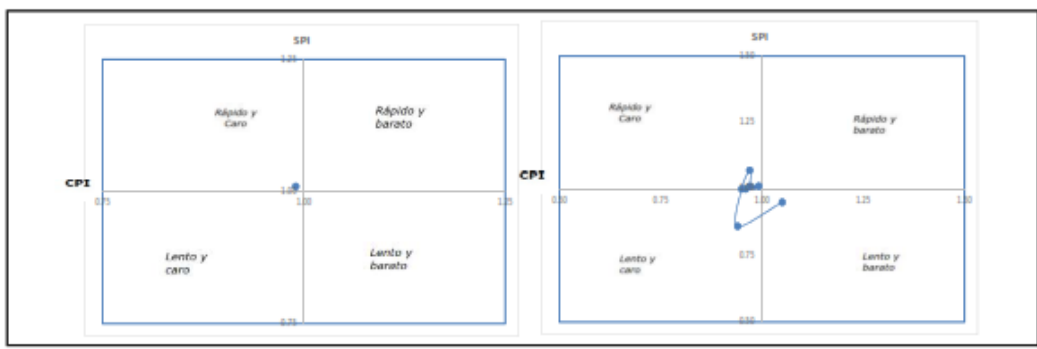 SPI
1.25
Rápido y
Caro
Rápido y
barato
CPI
0.75
1.00
1.25
Lento y
caro
Lento y
barato
0.75
SPI
1.50
Rápido y
Caro
1.25
Rápido y
barato
CPI
0.50
0.75
1.00
1.25
1.50
Lento y
caro
0.75
Lento y
barato
0.50